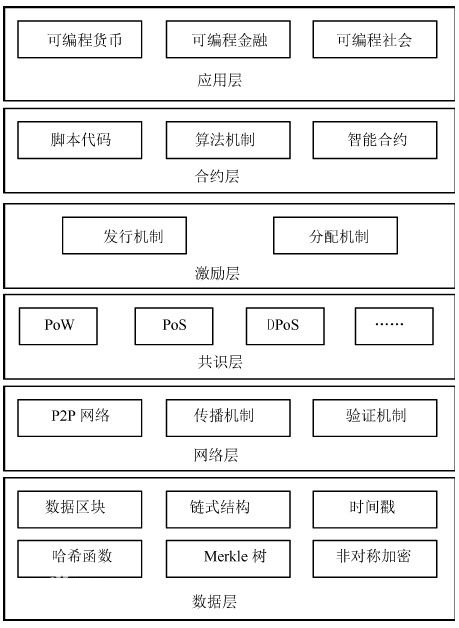 可编程货币 可编程金融 可编程社会
应用层
脚本代码 算法机制 智能合约
合约层
发行机制 分配机制
激励层
PoW PoS DPoS ······
共识层
P2P 网络 传播机制 验证机制
网络层
数据区块 链式结构 时间戳
哈希函数 Merkle 树 非对称加密
数据层